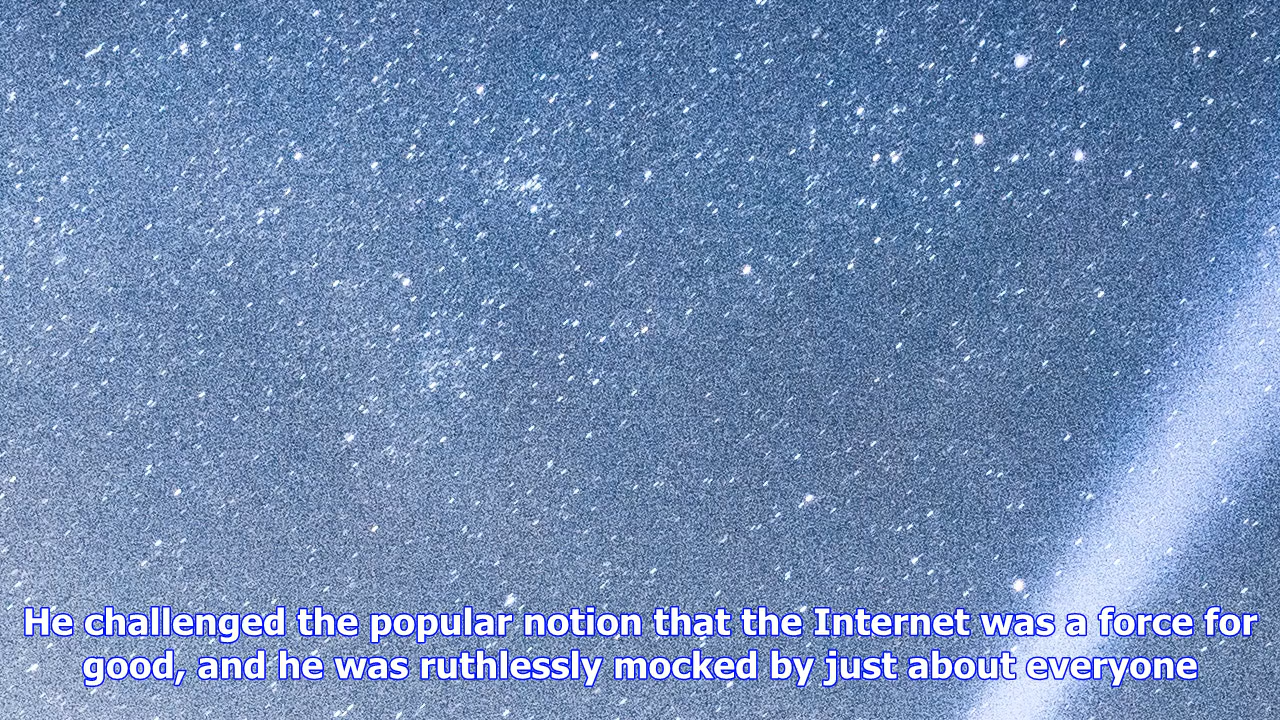 He challenged the popular notion that the Internet was a force for
good, and he was ruthlessly mocked by just about everyone